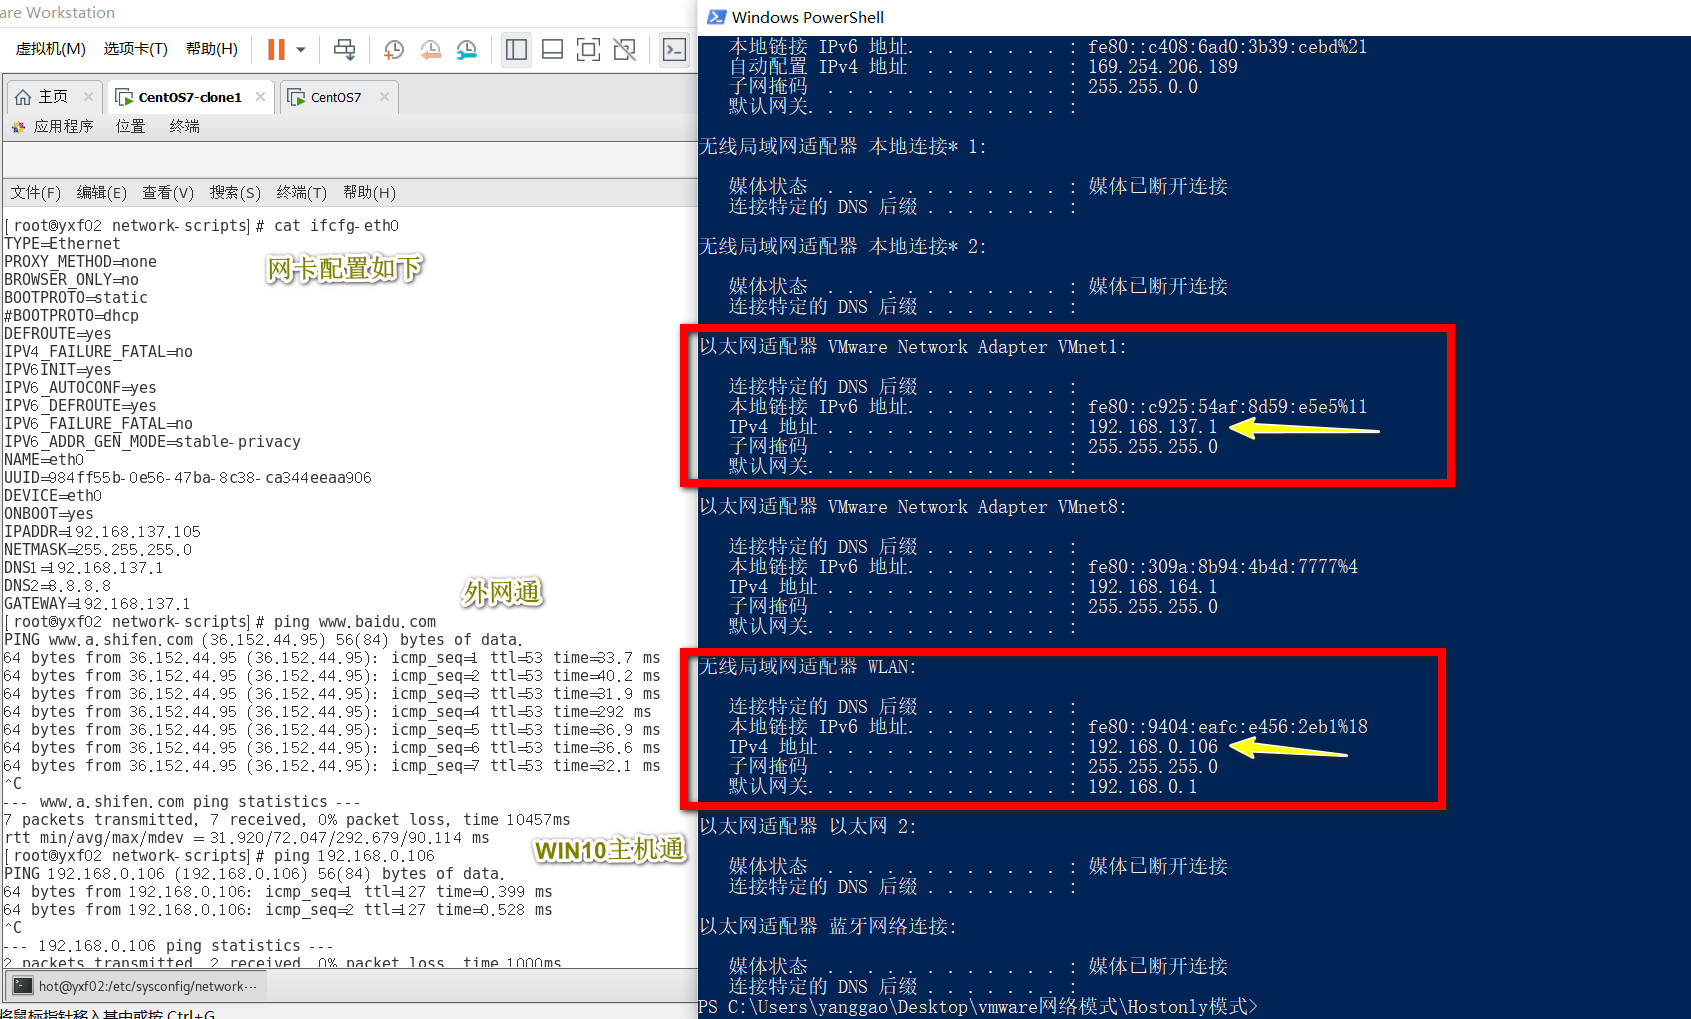 are Workstation
虚拟机(M) 选项卡(T) 帮助(H)
主页 × CentOS7-clone1 × CentOS7 ×
应用程序 位置 终端
文件(F) 编辑(E) 查看(V) 搜索(S) 终端(T) 帮助(H)
[root@yxf02 network-scripts]# cat ifcfg-eth0
TYPE=Ethernet
PROXY_METHOD=none
BROWSER_ONLY=no
BOOTPROTO=static
#BOOTPROTO=dhcp
DEFROUTE=yes
IPV4_FAILURE_FATAL=no
IPV6INIT=yes
IPV6_AUTOCONF=yes
IPV6_DEFROUTE=yes
IPV6_FAILURE_FATAL=no
IPV6_ADDR_GEN_MODE=stable-privacy
NAME=eth0
UUID=984ff55b-0e56-47ba-8c38-ca344eeaa906
DEVICE=eth0
ONBOOT=yes
IPADDR=192.168.137.105
NETMASK=255.255.255.0
DNS1=192.168.137.1
DNS2=8.8.8.8
GATEWAY=192.168.137.1
[root@yxf02 network-scripts]# ping www.baidu.com
PING www.a.shifen.com (36.152.44.95) 56(84) bytes of data.
64 bytes from 36.152.44.95 (36.152.44.95): icmp_seq=1 ttl=53 time=33.7 ms
64 bytes from 36.152.44.95 (36.152.44.95): icmp_seq=2 ttl=53 time=40.2 ms
64 bytes from 36.152.44.95 (36.152.44.95): icmp_seq=3 ttl=53 time=31.9 ms
64 bytes from 36.152.44.95 (36.152.44.95): icmp_seq=4 ttl=53 time=292 ms
64 bytes from 36.152.44.95 (36.152.44.95): icmp_seq=5 ttl=53 time=36.9 ms
64 bytes from 36.152.44.95 (36.152.44.95): icmp_seq=6 ttl=53 time=36.6 ms
64 bytes from 36.152.44.95 (36.152.44.95): icmp_seq=7 ttl=53 time=32.1 ms
^C
--- www.a.shifen.com ping statistics ---
7 packets transmitted, 7 received, 0% packet loss, time 10457ms
rtt min/avg/max/mdev = 31.920/72.047/292.679/90.114 ms
[root@yxf02 network-scripts]# ping 192.168.0.106
PING 192.168.0.106 (192.168.0.106) 56(84) bytes of data.
64 bytes from 192.168.0.106: icmp_seq=1 ttl=127 time=0.399 ms
64 bytes from 192.168.0.106: icmp_seq=2 ttl=127 time=0.528 ms
^C
--- 192.168.0.106 ping statistics ---
2 packets transmitted, 2 received, 0% packet loss, time 1000ms
网卡配置如下
外网通
WIN10主机通
hot@yxf02:/etc/sysconfig/network-···
将鼠标指针移入其中或按 Ctrl+G
Windows PowerShell
本地链接 IPv6 地址. . . . . . . . : fe80::c408:6ad0:3b39:cebd%21
自动配置 IPv4 地址 . . . . . . . : 169.254.206.189
子网掩码 . . . . . . . . . . . . : 255.255.0.0
默认网关. . . . . . . . . . . . . :
无线局域网适配器 本地连接* 1:
媒体状态 . . . . . . . . . . . . : 媒体已断开连接
连接特定的 DNS 后缀 . . . . . . . :
无线局域网适配器 本地连接* 2:
媒体状态 . . . . . . . . . . . . : 媒体已断开连接
连接特定的 DNS 后缀 . . . . . . . :
以太网适配器 VMware Network Adapter VMnet1:
连接特定的 DNS 后缀 . . . . . . . :
本地链接 IPv6 地址. . . . . . . . : fe80::c925:54af:8d59:e5e5%11
IPv4 地址 . . . . . . . . . . . . : 192.168.137.1
子网掩码 . . . . . . . . . . . . : 255.255.255.0
默认网关. . . . . . . . . . . . . :
以太网适配器 VMware Network Adapter VMnet8:
连接特定的 DNS 后缀 . . . . . . . :
本地链接 IPv6 地址. . . . . . . . : fe80::309a:8b94:4b4d:7777%4
IPv4 地址 . . . . . . . . . . . . : 192.168.164.1
子网掩码 . . . . . . . . . . . . : 255.255.255.0
默认网关. . . . . . . . . . . . . :
无线局域网适配器 WLAN:
连接特定的 DNS 后缀 . . . . . . . :
本地链接 IPv6 地址. . . . . . . . : fe80::9404:eafc:e456:2eb1%18
IPv4 地址 . . . . . . . . . . . . : 192.168.0.106
子网掩码 . . . . . . . . . . . . : 255.255.255.0
默认网关. . . . . . . . . . . . . : 192.168.0.1
以太网适配器 以太网 2:
媒体状态 . . . . . . . . . . . . : 媒体已断开连接
连接特定的 DNS 后缀 . . . . . . . :
以太网适配器 蓝牙网络连接:
媒体状态 . . . . . . . . . . . . : 媒体已断开连接
连接特定的 DNS 后缀 . . . . . . . :
PS C:\Users\yanggao\Desktop\vmware网络模式\Hostonly模式>